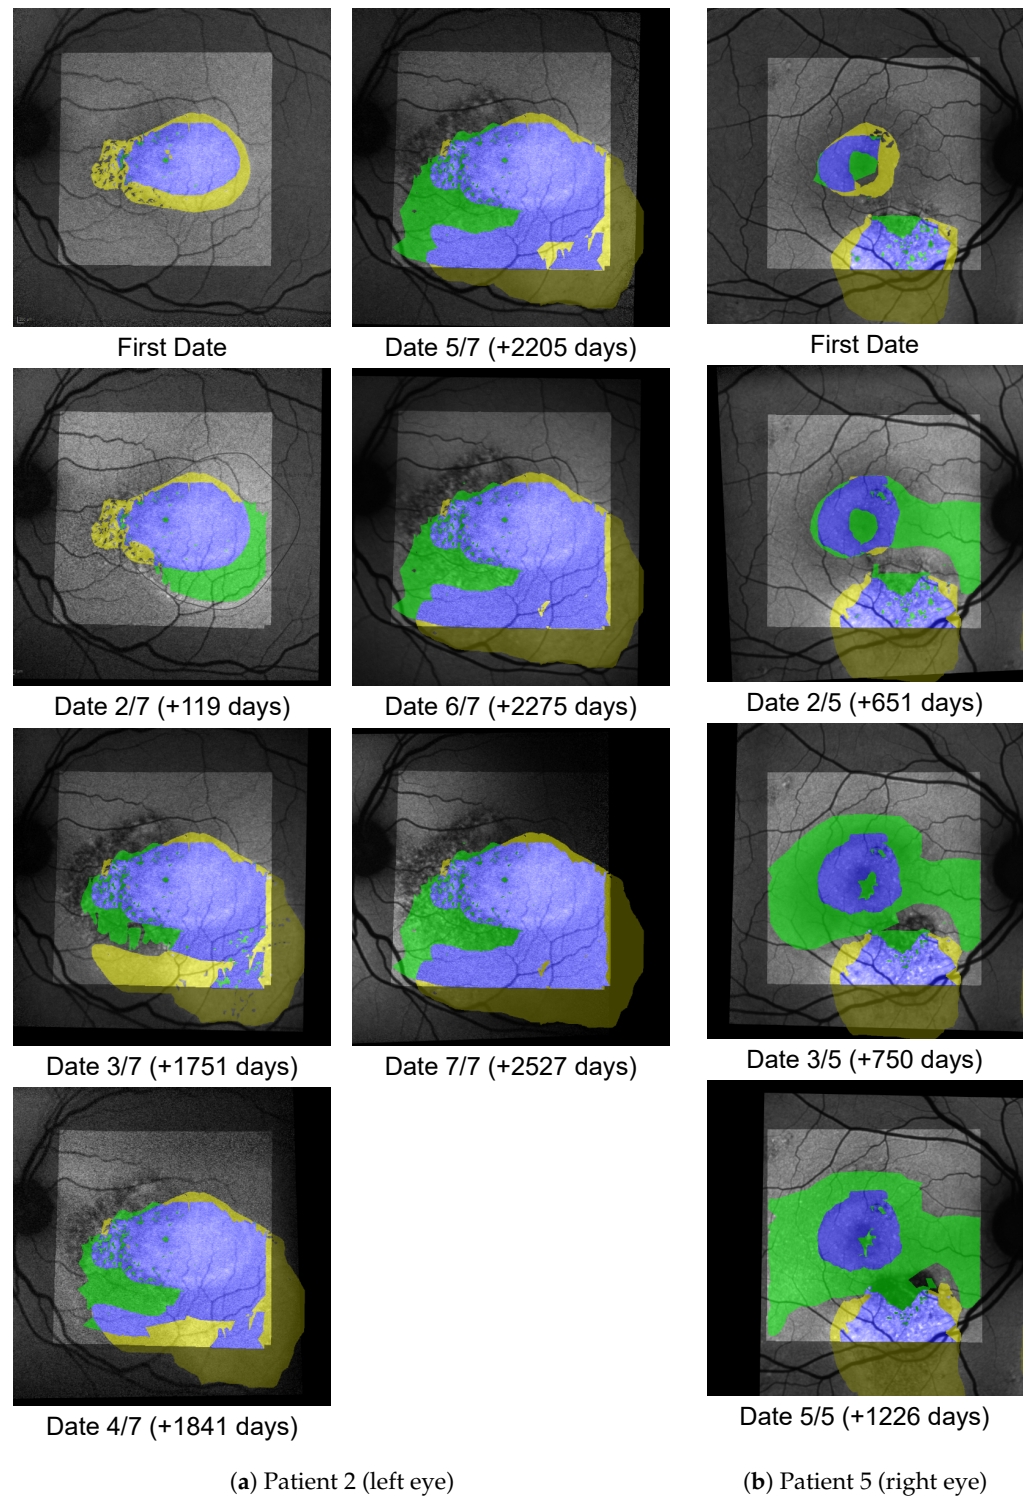 First Date
Date 2/7 (+119 days)
Date 3/7 (+1751 days)
Date 4/7 (+1841 days)
Date 5/7 (+2205 days)
Date 6/7 (+2275 days)
Date 7/7 (+2527 days)
(a) Patient 2 (left eye)
First Date
Date 2/5 (+651 days)
Date 3/5 (+750 days)
Date 5/5 (+1226 days)
(b) Patient 5 (right eye)